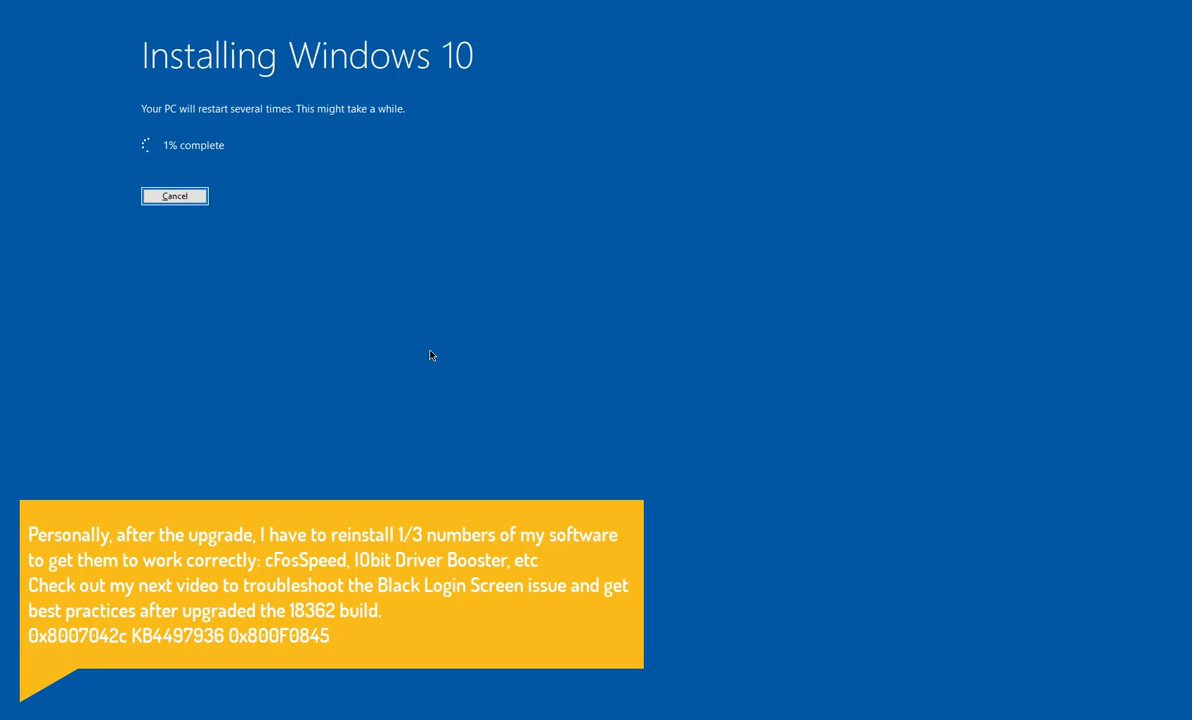 Installing Windows 10
Your PC will restart several times. This might take a while.
1% complete
Cancel
Personally, after the upgrade, I have to reinstall 1/3 numbers of my software
to get them to work correctly: cFosSpeed, IObit Driver Booster, etc
Check out my next video to troubleshoot the Black Login Screen issue and get
best practices after upgraded the 18362 build.
0x8007042c KB4497936 0x800F0845